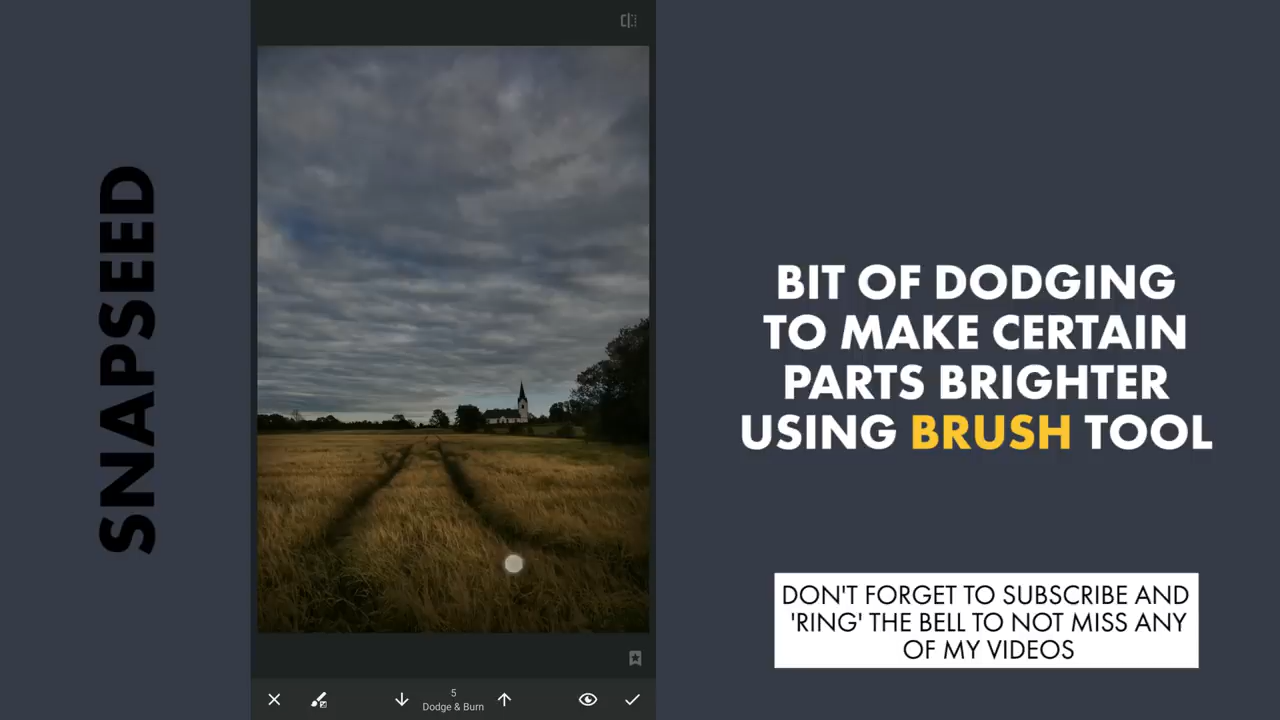 SNAPSEED
BIT OF DODGING
TO MAKE CERTAIN
PARTS BRIGHTER
USING BRUSH TOOL
DON'T FORGET TO SUBSCRIBE AND
'RING' THE BELL TO NOT MISS ANY
OF MY VIDEOS
5
Dodge & Burn